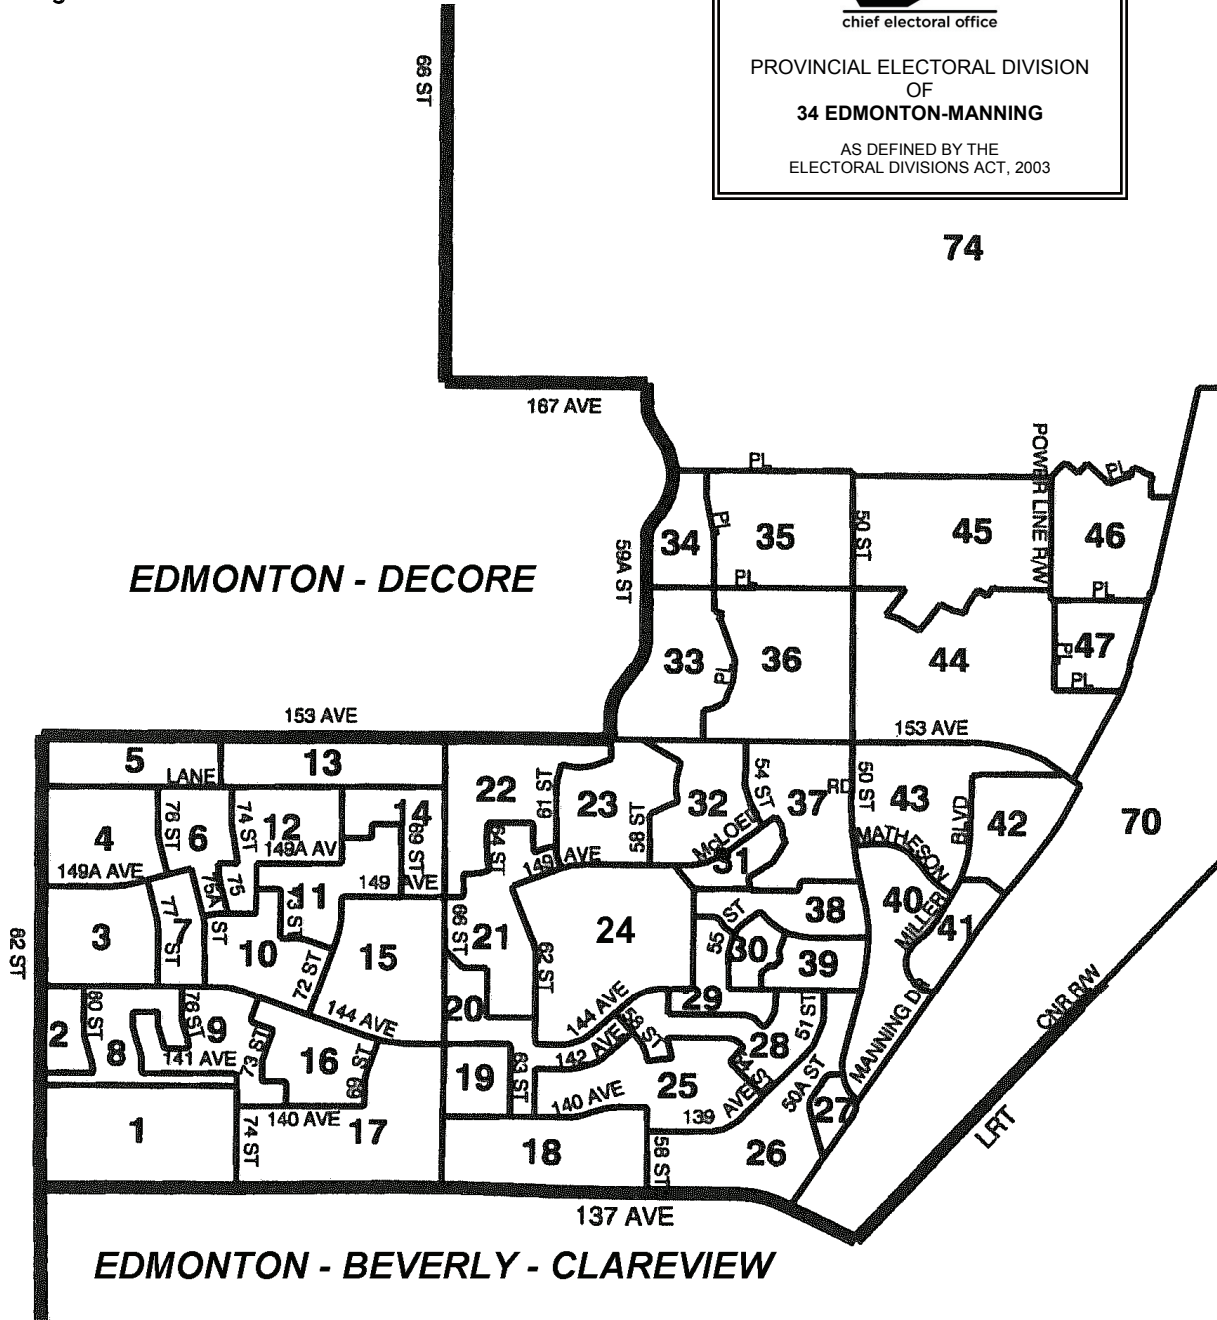 chief electoral office
PROVINCIAL ELECTORAL DIVISION
OF
34 EDMONTON-MANNING
AS DEFINED BY THE
ELECTORAL DIVISIONS ACT, 2003
66 ST
74
167 AVE
PL
POWER LINE R/W
PL
34
PL
35
50 ST
45
46
EDMONTON - DECORE
59A ST
PL
PL
33
PL
36
44
PL
47
PL
153 AVE
153 AVE
5
LANE
13
22
61 ST
23
58 ST
32
54 ST
37
RD
50 ST
43
BLVD
42
70
4
76 ST
6
74 ST
12
149A AV
14
69 ST
64 ST
149 AVE
McLOED
31
MATHESON
149A AVE
75
75A ST
11
73 ST
149 AVE
82 ST
3
77 ST
7
10
72 ST
15
66 ST
21
62 ST
24
55 ST
30
38
39
40
MILLER
41
2
80 ST
8
76 ST
9
141 AVE
73 ST
144 AVE
16
69 ST
20
144 AVE
142 AVE
58 ST
29
28
51 ST
MANNING DR
CNR R/W
LRT
19
63 ST
140 AVE
25
139 AVE
50A ST
27
1
74 ST
140 AVE
17
18
58 ST
26
137 AVE
EDMONTON - BEVERLY - CLAREVIEW